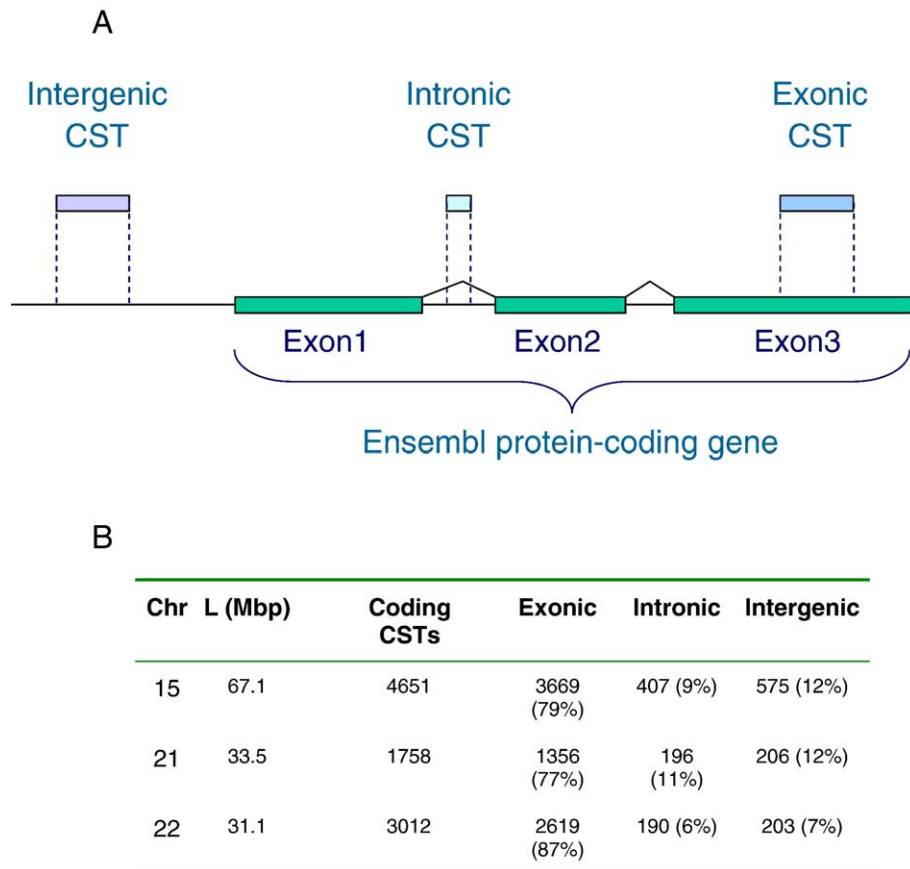 A
Intergenic CST
Intronic CST
Exonic CST
Exon1 Exon2 Exon3
Ensembl protein-coding gene
B
Chr L (Mbp) Coding CSTs Exonic Intronic Intergenic
15 67.1 4651 3669 (79%) 407 (9%) 575 (12%)
21 33.5 1758 1356 (77%) 196 (11%) 206 (12%)
22 31.1 3012 2619 (87%) 190 (6%) 203 (7%)